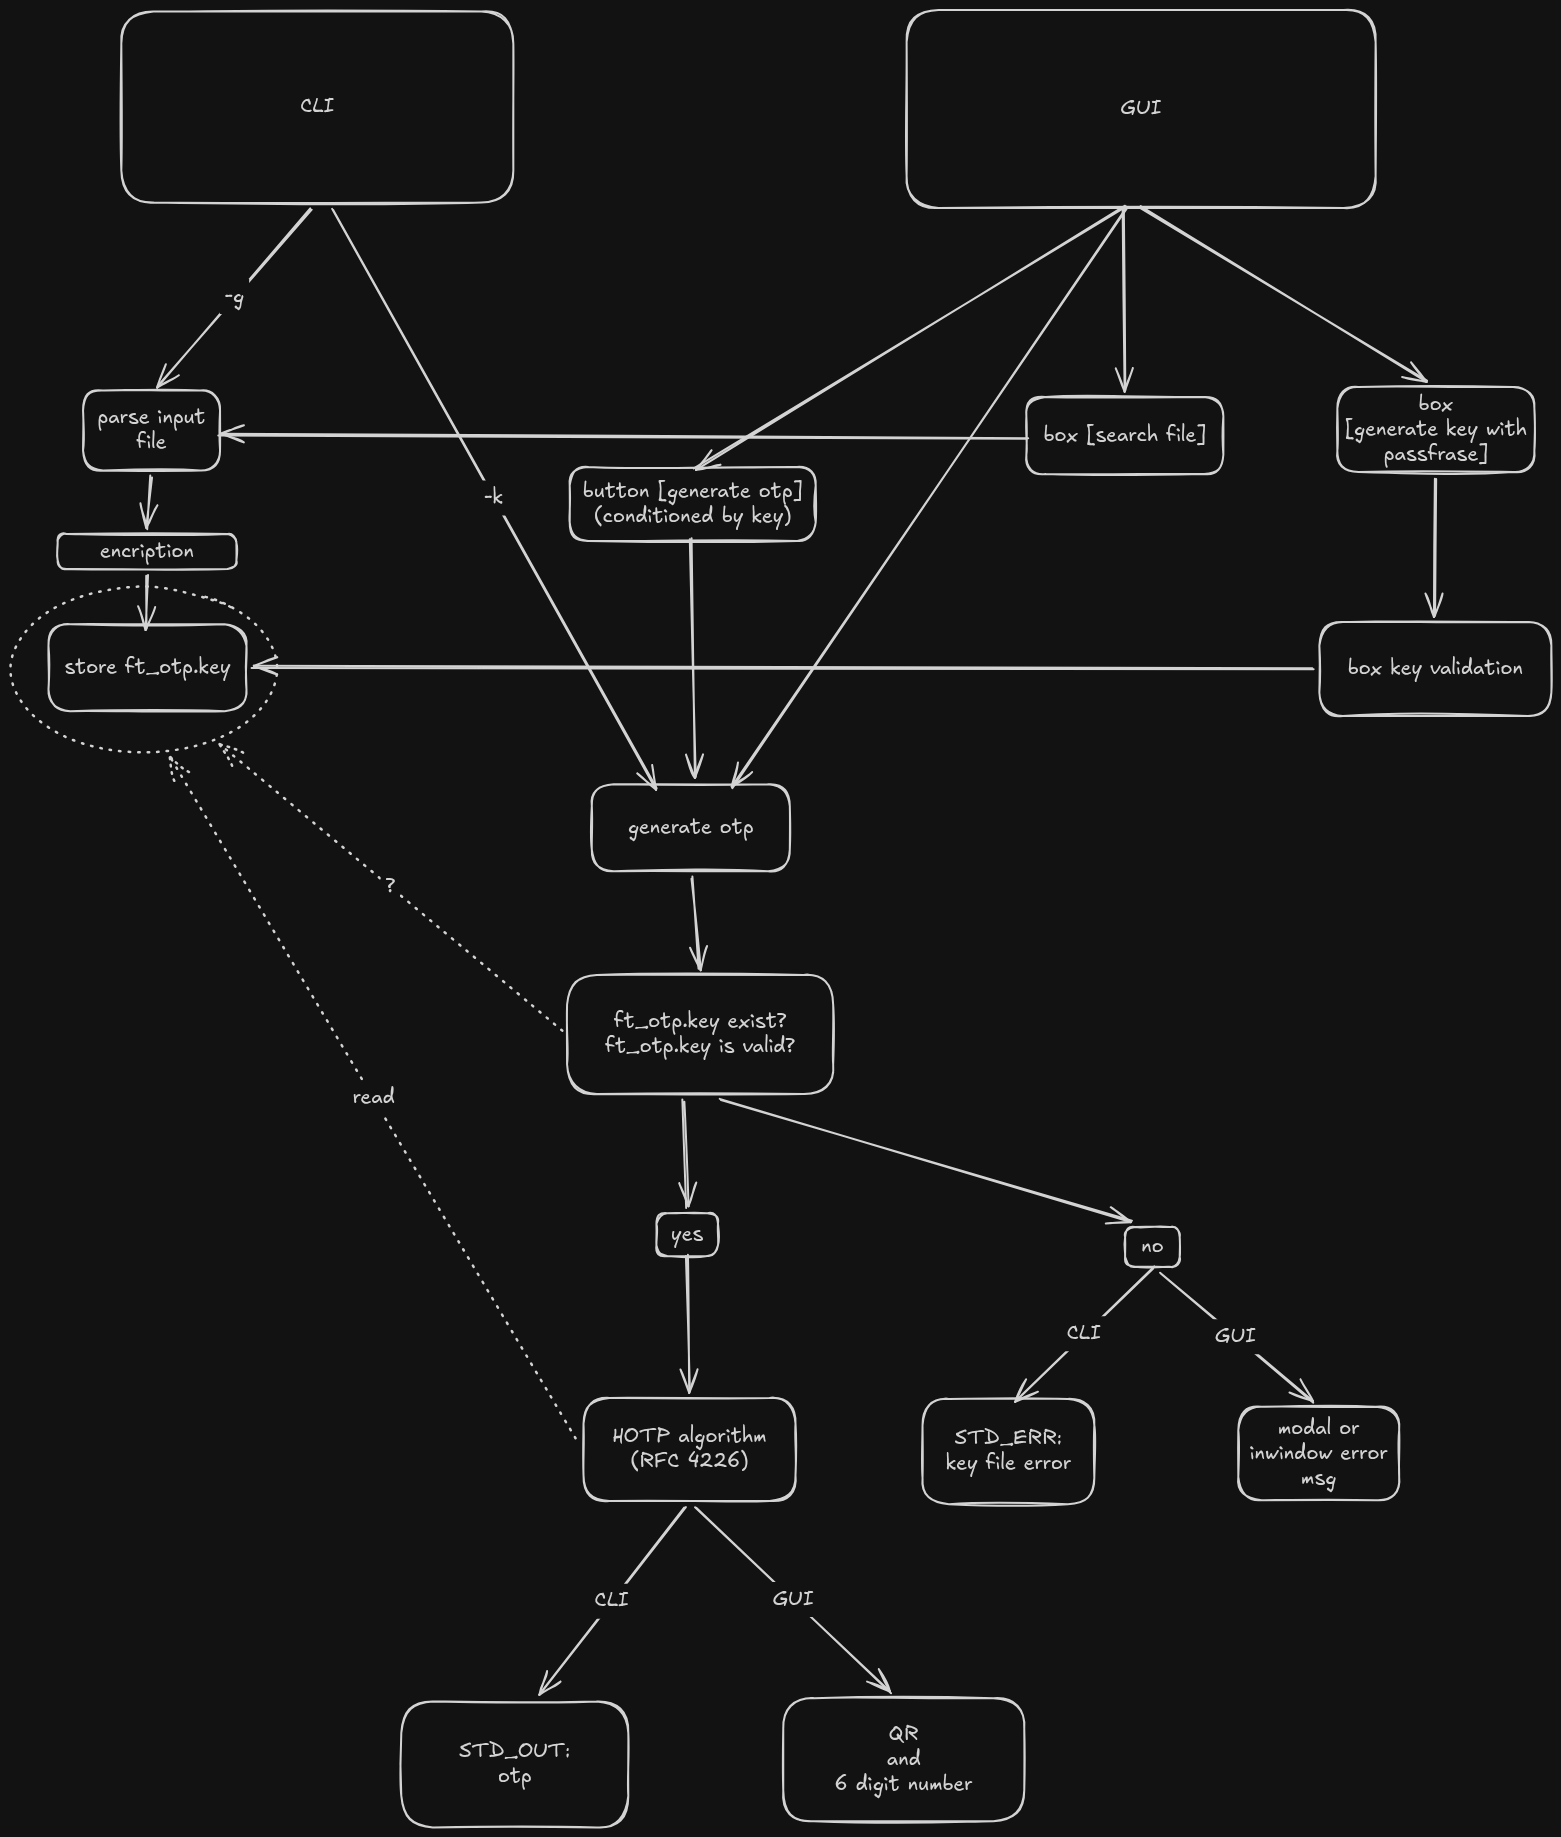 CLI
GUI
-g
parse input
file
box [search file]
box
[generate key with
passfrase]
-k
button [generate otp]
(conditioned by key)
encription
store ft_otp.key
box key validation
generate otp
?
ft_otp.key exist?
ft_otp.key is valid?
read
yes
no
CLI
GUI
HOTP algorithm
(RFC 4226)
STD_ERR:
key file error
modal or
inwindow error
msg
CLI
GUI
STD_OUT:
otp
QR
and
6 digit number